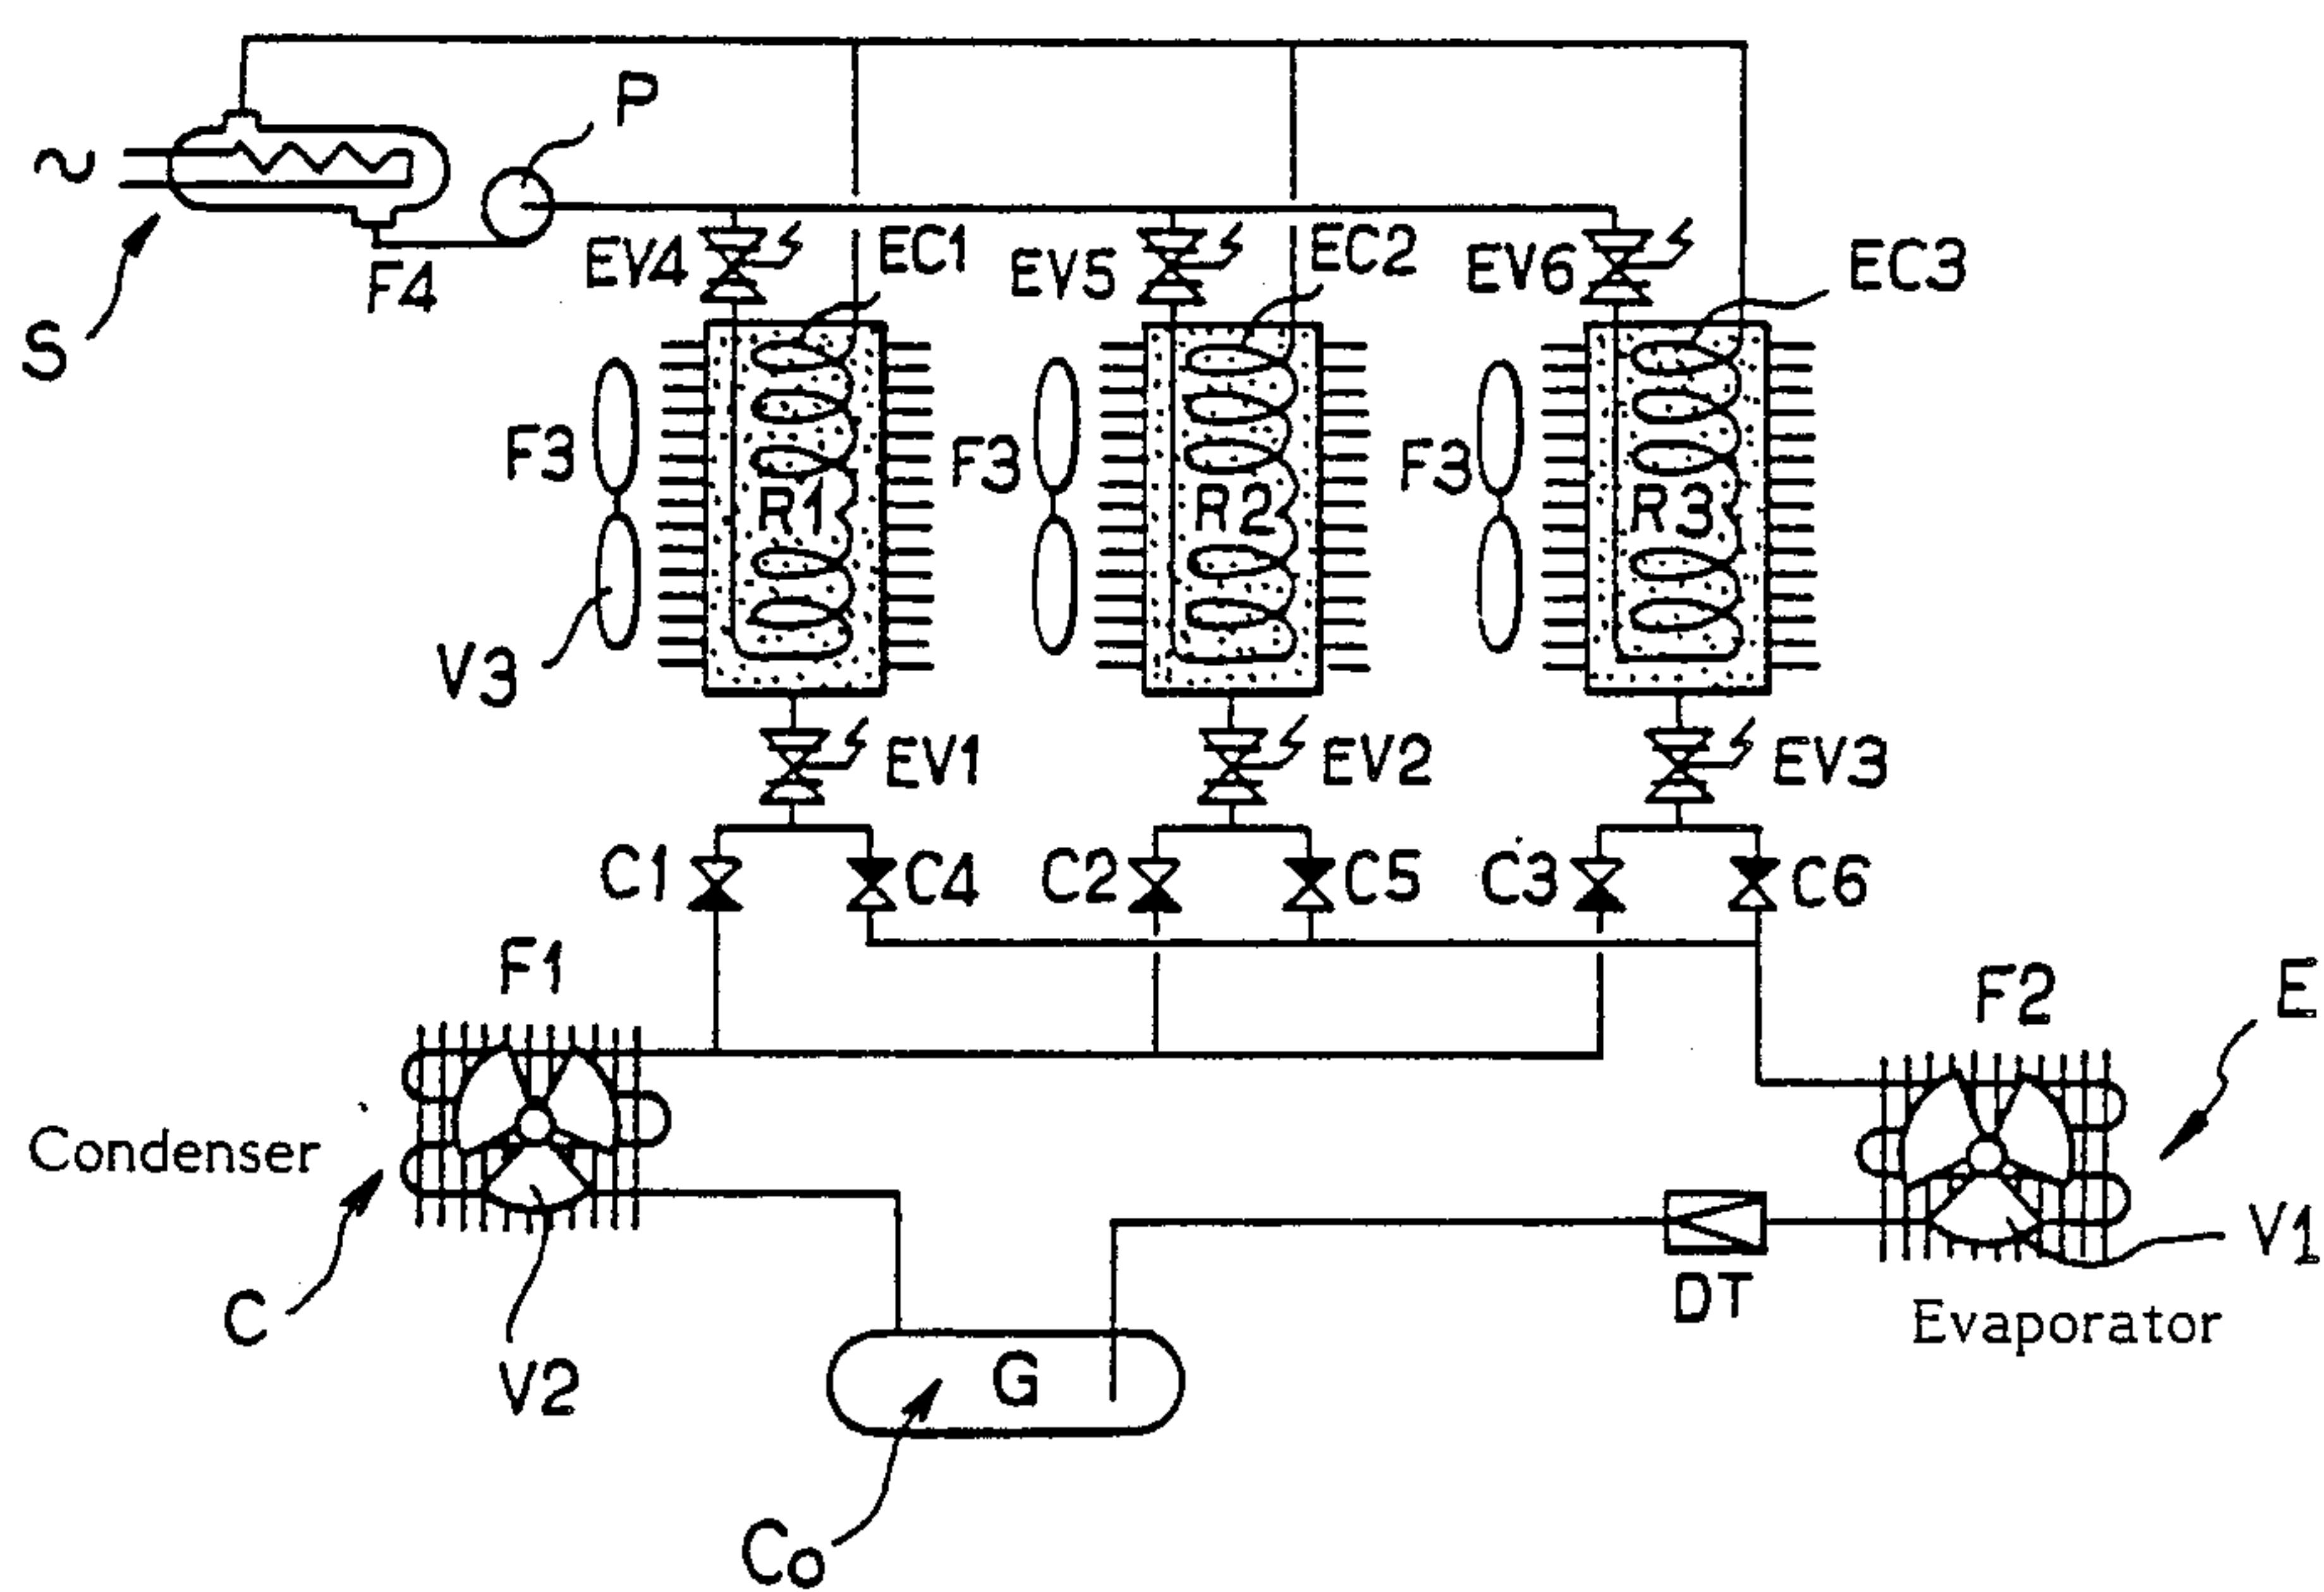 P
~
EV4
EC1
EV5
EC2
EV6
EC3
F4
S
F3
F3
F3
R1
R2
R3
V3
EV1
EV2
EV3
C1
C4
C2
C5
C3
C6
F1
F2
E
Condenser
C
V2
DT
V1
Evaporator
G
Co